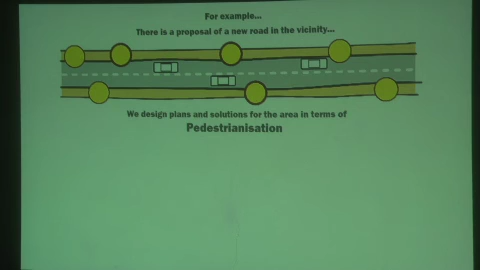 For example...
There is a proposal of a new road in the vicinity...
We design plans and solutions for the area in terms of
Pedestrianisation